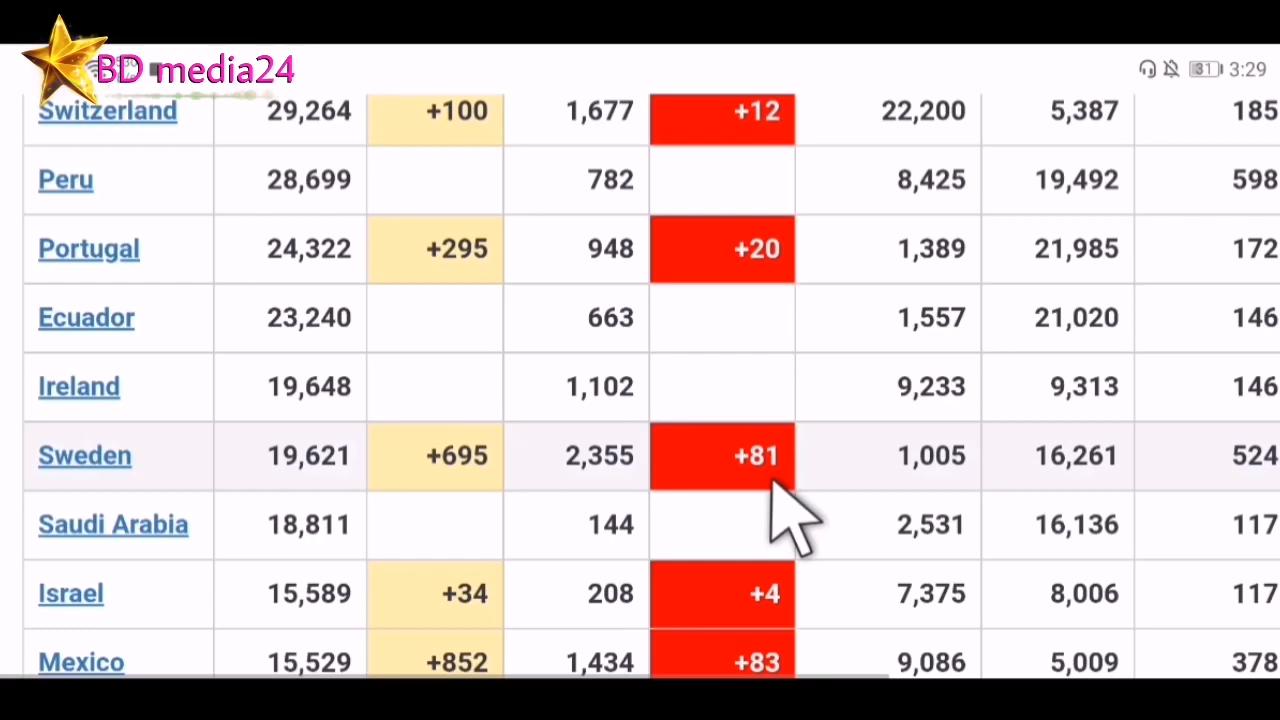 BD media24
31 3:29
Switzerland 29,264 +100 1,677 +12 22,200 5,387 185
Peru 28,699 782 8,425 19,492 598
Portugal 24,322 +295 948 +20 1,389 21,985 172
Ecuador 23,240 663 1,557 21,020 146
Ireland 19,648 1,102 9,233 9,313 146
Sweden 19,621 +695 2,355 +81 1,005 16,261 524
Saudi Arabia 18,811 144 2,531 16,136 117
Israel 15,589 +34 208 +4 7,375 8,006 117
Mexico 15,529 +852 1,434 +83 9,086 5,009 378